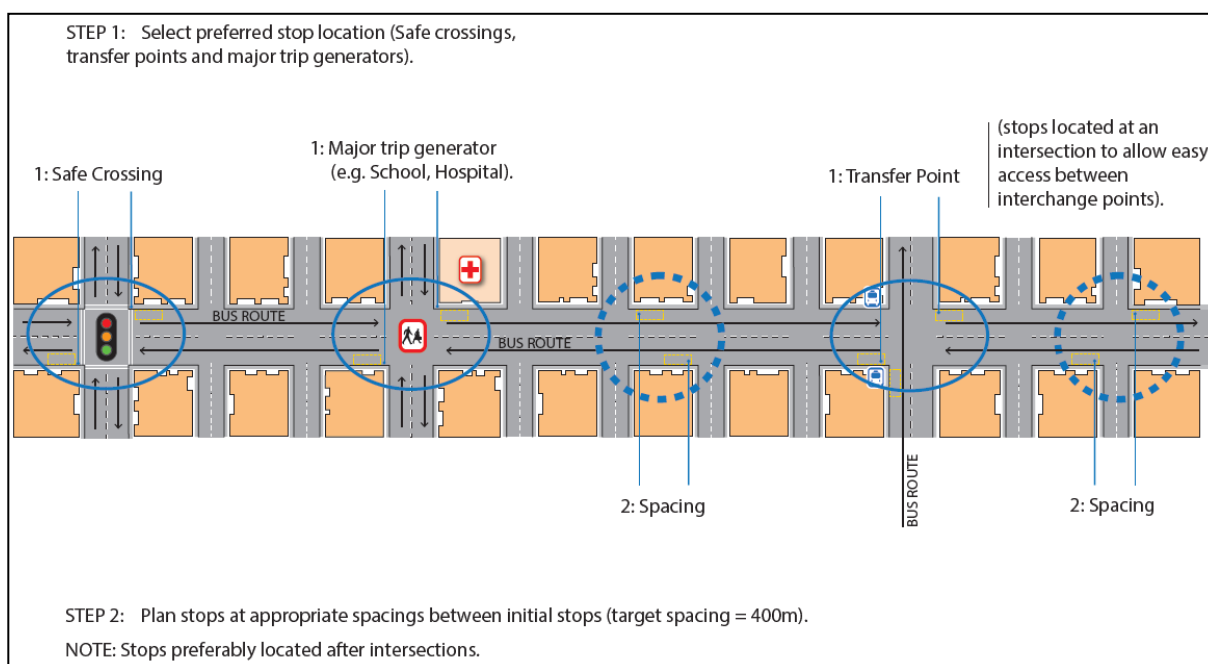 STEP 1: Select preferred stop location (Safe crossings,
transfer points and major trip generators).
(stops located at an
intersection to allow easy
access between
interchange points).
1: Major trip generator
(e.g. School, Hospital).
1: Safe Crossing
1: Transfer Point
BUS ROUTE
BUS ROUTE
BUS ROUTE
2: Spacing
2: Spacing
STEP 2: Plan stops at appropriate spacings between initial stops (target spacing = 400m).
NOTE: Stops preferably located after intersections.